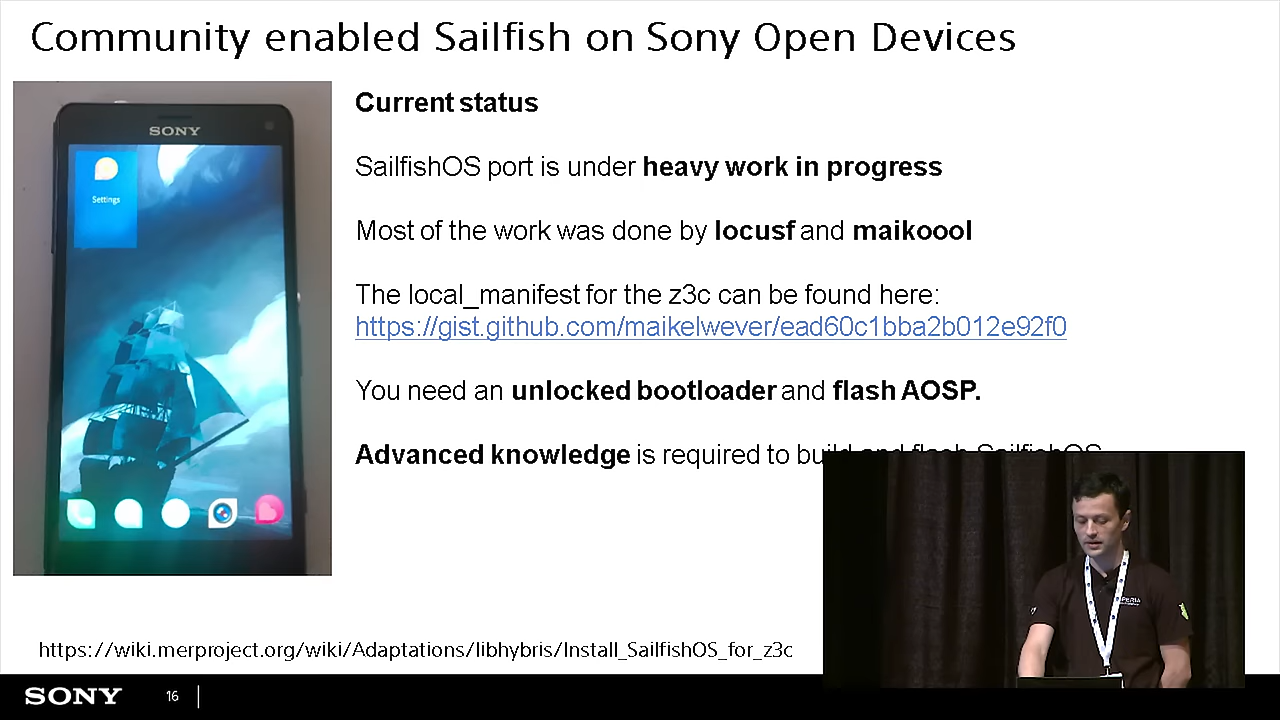 Community enabled Sailfish on Sony Open Devices
SONY
Settings
Current status
SailfishOS port is under heavy work in progress
Most of the work was done by locusf and maikoool
The local_manifest for the z3c can be found here:
https://gist.github.com/maikelwever/ead60c1bba2b012e92f0
You need an unlocked bootloader and flash AOSP.
Advanced knowledge is required to build and flash SailfishOS
PERIA
https://wiki.merproject.org/wiki/Adaptations/libhybris/Install_SailfishOS_for_z3c
SONY 16